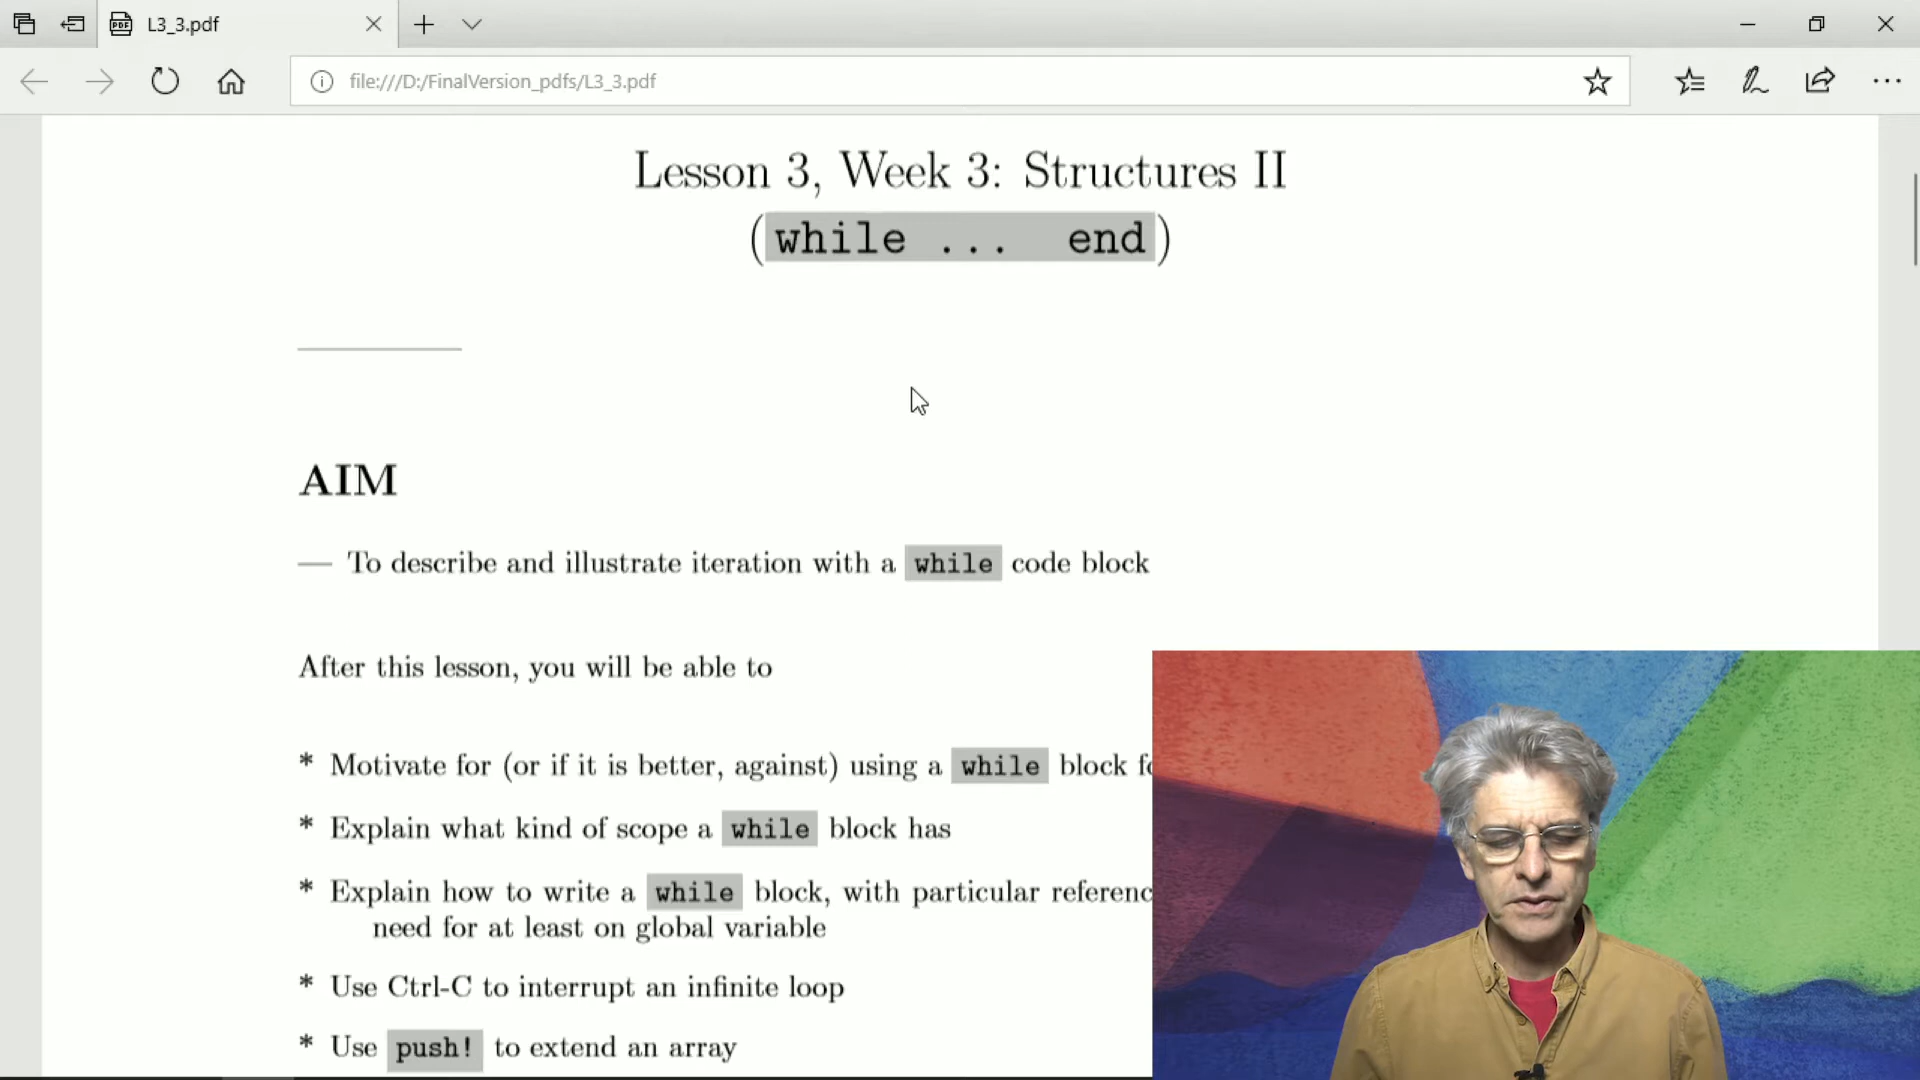 L3_3.pdf
file:///D:/FinalVersion_pdfs/L3_3.pdf
Lesson 3, Week 3: Structures II
(while ... end)
AIM
— To describe and illustrate iteration with a while code block
After this lesson, you will be able to
* Motivate for (or if it is better, against) using a while block
* Explain what kind of scope a while block has
* Explain how to write a while block, with particular
need for at least on global variable
* Use Ctrl-C to interrupt an infinite loop
* Use push! to extend an array